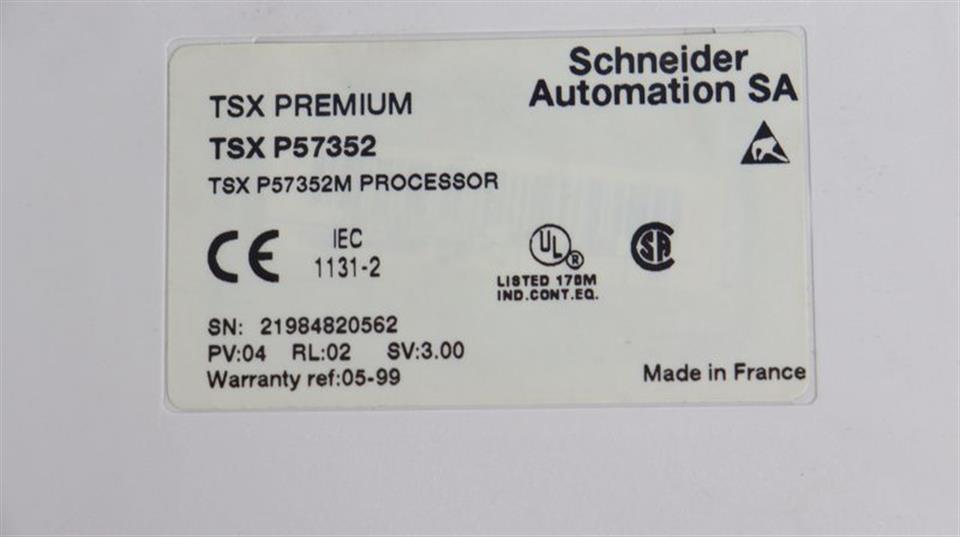 Schneider
Automation SA
TSX PREMIUM
TSX P57352
TSX P57352M PROCESSOR
CE
IEC
1131-2
UL
R
SA
LISTED 170M
IND.CONT.EQ.
SN: 21984820562
PV:04 RL:02 SV:3.00
Warranty ref:05-99
Made in France